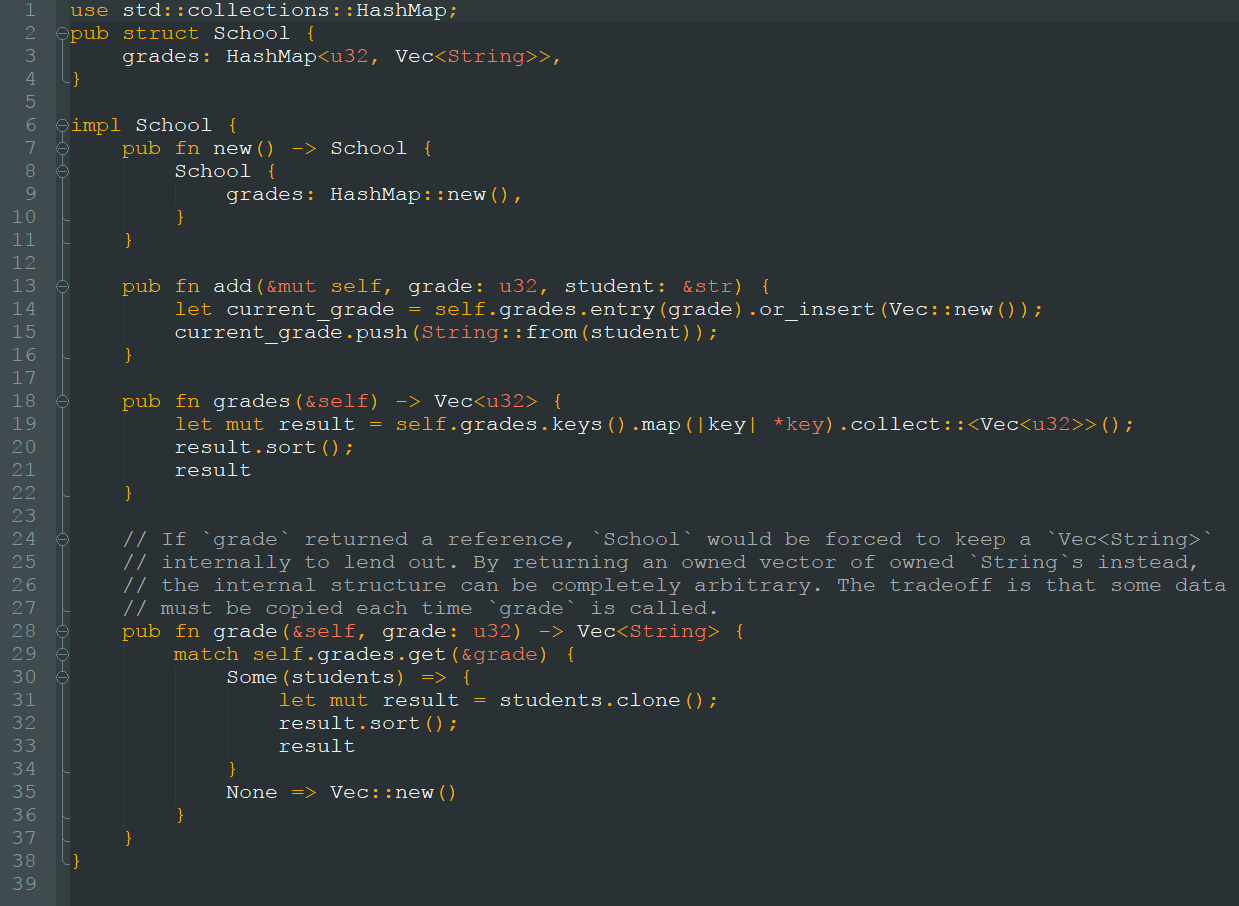 1 use std::collections::HashMap;
2 pub struct School {
3     grades: HashMap<u32, Vec<String>>,
4 }
5
6 impl School {
7     pub fn new() -> School {
8         School {
9             grades: HashMap::new(),
10         }
11     }
12
13     pub fn add(&mut self, grade: u32, student: &str) {
14         let current_grade = self.grades.entry(grade).or_insert(Vec::new());
15         current_grade.push(String::from(student));
16     }
17
18     pub fn grades(&self) -> Vec<u32> {
19         let mut result = self.grades.keys().map(|key| *key).collect::<Vec<u32>>();
20         result.sort();
21         result
22     }
23
24     // If `grade` returned a reference, `School` would be forced to keep a `Vec<String>`
25     // internally to lend out. By returning an owned vector of owned `String`s instead,
26     // the internal structure can be completely arbitrary. The tradeoff is that some data
27     // must be copied each time `grade` is called.
28     pub fn grade(&self, grade: u32) -> Vec<String> {
29         match self.grades.get(&grade) {
30             Some(students) => {
31                 let mut result = students.clone();
32                 result.sort();
33                 result
34             }
35             None => Vec::new()
36         }
37     }
38 }
39